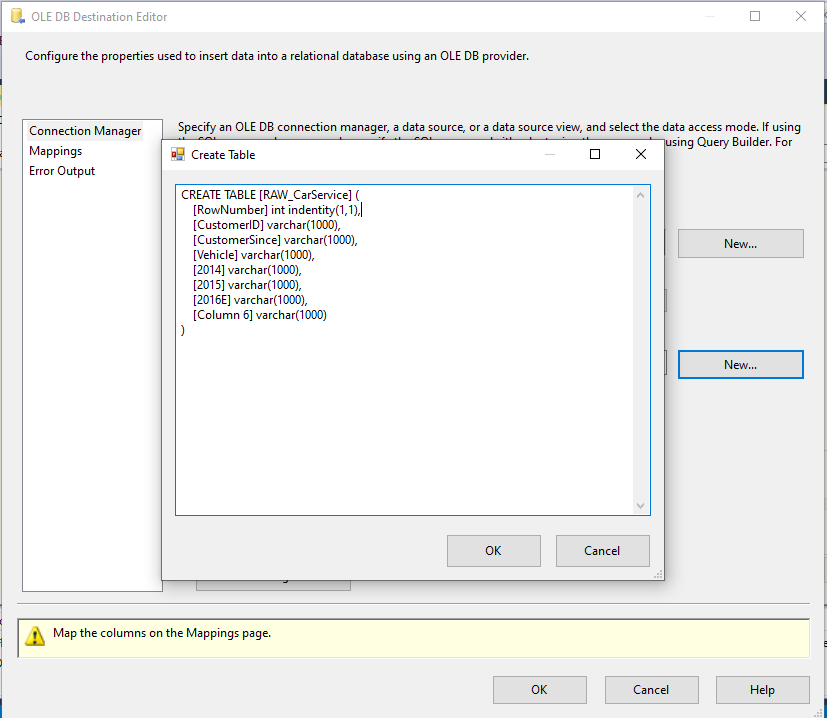 OLE DB Destination Editor
Configure the properties used to insert data into a relational database using an OLE DB provider.
Connection Manager
Mappings
Error Output
Specify an OLE DB connection manager, a data source, or a data source view, and select the data access mode. If using
using Query Builder. For
Create Table
CREATE TABLE [RAW_CarService] (
[RowNumber] int indentity(1,1),
[CustomerID] varchar(1000),
[CustomerSince] varchar(1000),
[Vehicle] varchar(1000),
[2014] varchar(1000),
[2015] varchar(1000),
[2016E] varchar(1000),
[Column 6] varchar(1000)
)
New...
New...
OK
Cancel
Map the columns on the Mappings page.
OK
Cancel
Help